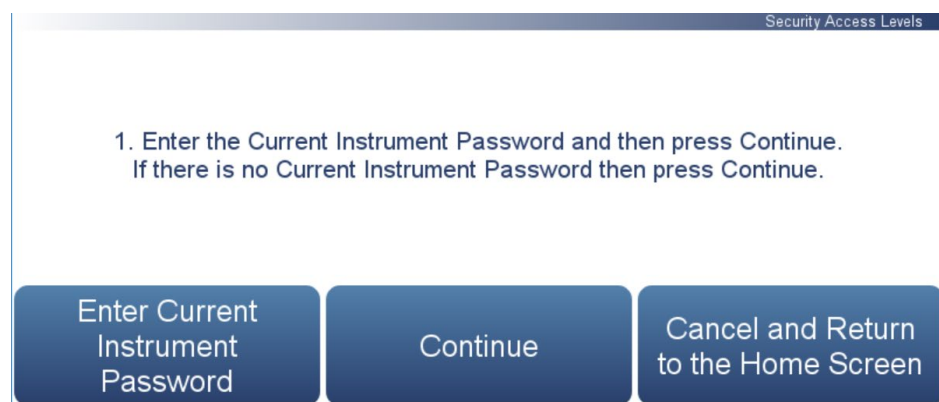 Security Access Levels
1. Enter the Current Instrument Password and then press Continue.
If there is no Current Instrument Password then press Continue.
Enter Current
Instrument
Password
Continue
Cancel and Return
to the Home Screen